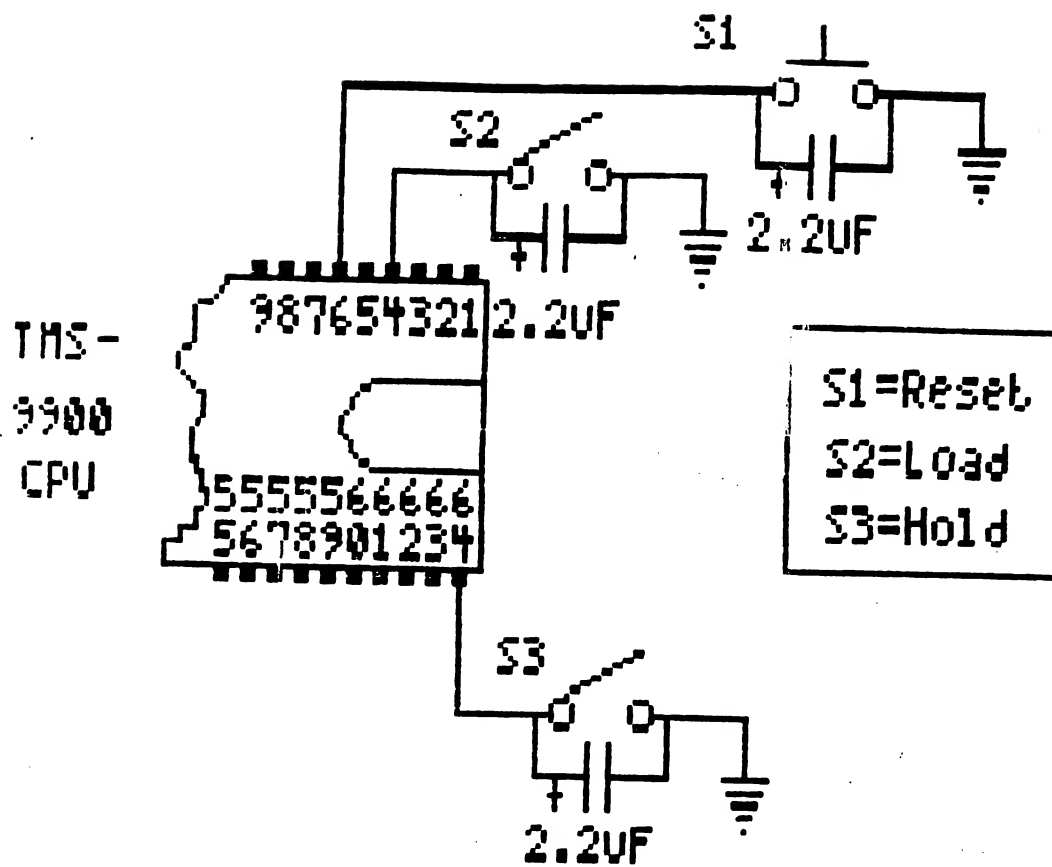 S1
S2
2.2UF
987654321
2.2UF
TMS-
9900
CPU
S1=Reset
S2=Load
S3=Hold
5555566666
5678901234
S3
2.2UF